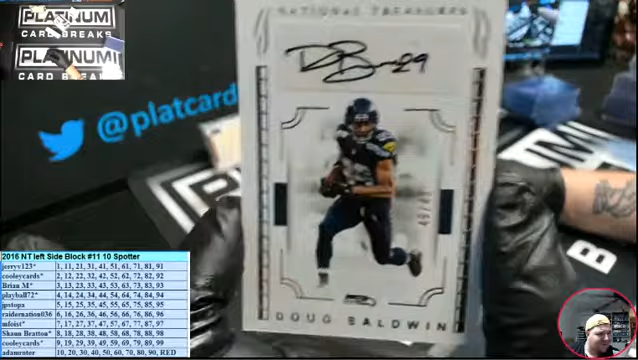 PLATINUM
CARD BREAKS
PLATINUM
CARD BREAKS
@platcard
NATIONAL TREASURES
DOUG BALDWIN
2016 NT left Side Block #11 10 Spotter
jerryv123* 1, 11, 21, 31, 41, 51, 61, 71, 81, 91
cooleycards* 2, 12, 22, 32, 42, 52, 62, 72, 82, 92
Brian M* 3, 13, 23, 33, 43, 53, 63, 73, 83, 93
playball72* 4, 14, 24, 34, 44, 54, 64, 74, 84, 94
jpotopa 5, 15, 25, 35, 45, 55, 65, 75, 85, 95
raidernation036 6, 16, 26, 36, 46, 56, 66, 76, 86, 96
mfoist* 7, 17, 27, 37, 47, 57, 67, 77, 87, 97
Shaun Bratton* 8, 18, 28, 38, 48, 58, 68, 78, 88, 98
cooleycards* 9, 19, 29, 39, 49, 59, 69, 79, 89, 99
adamroter 10, 20, 30, 40, 50, 60, 70, 80, 90, RED